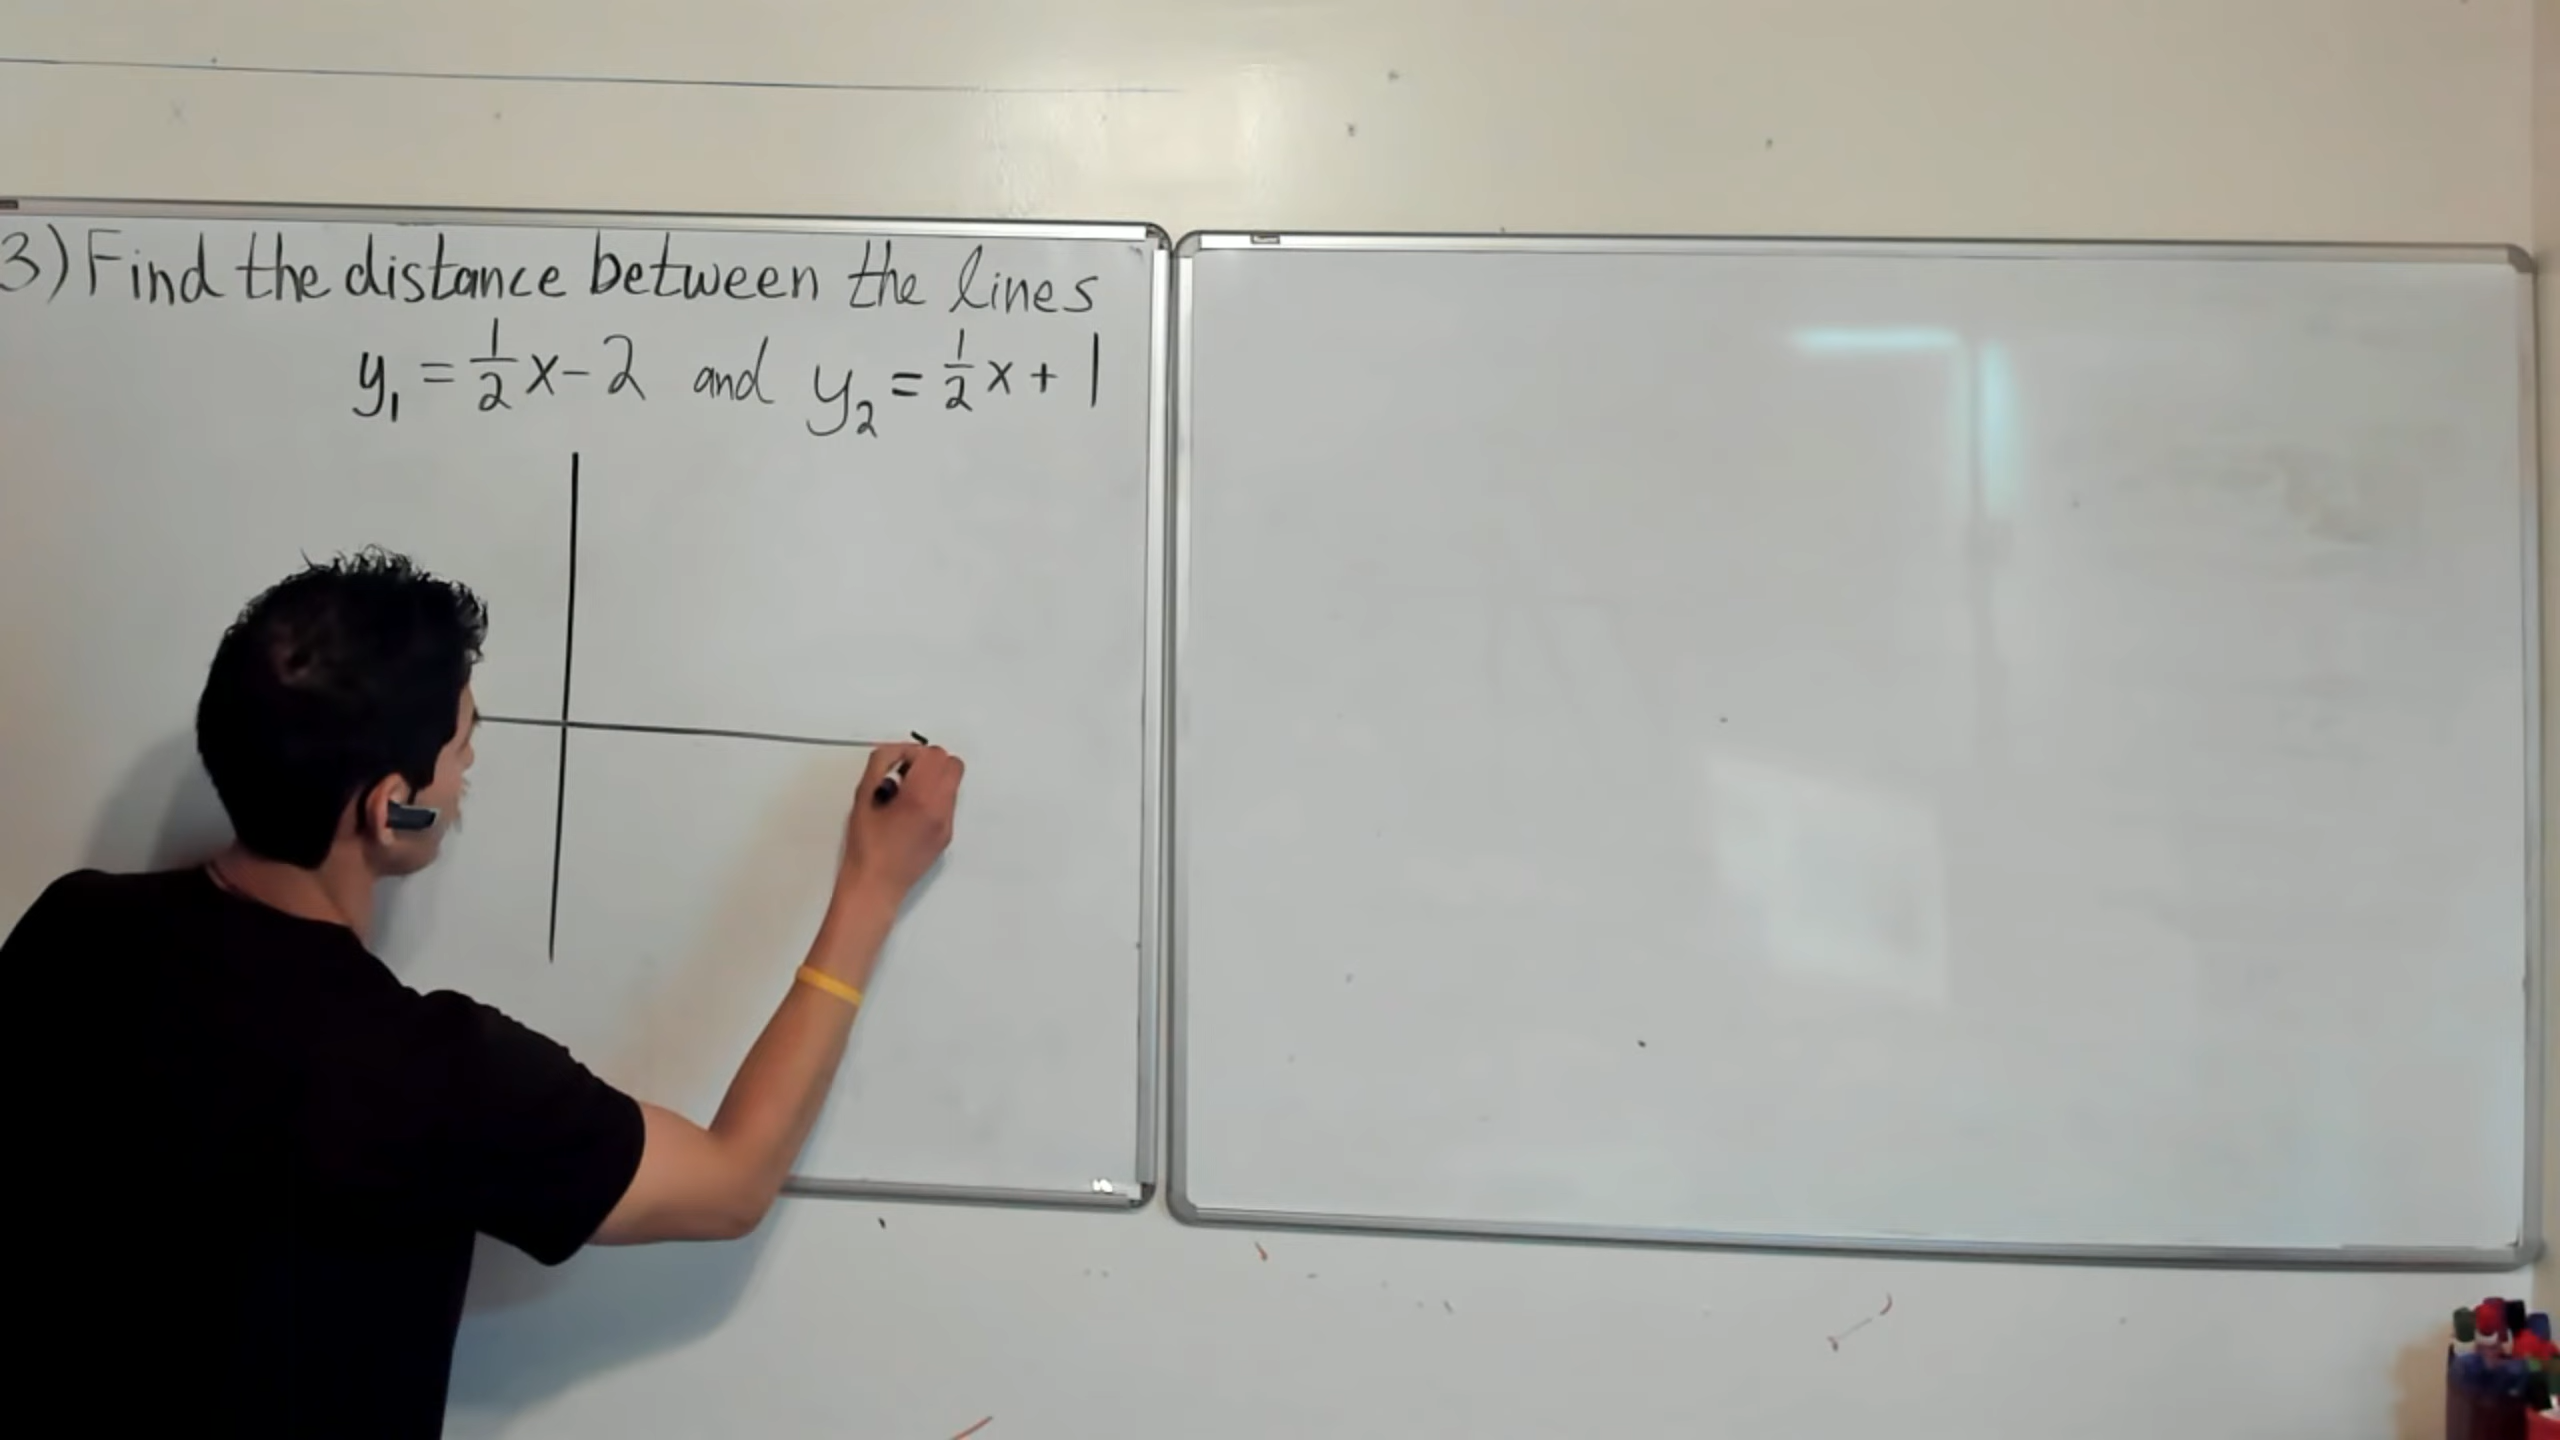 3) Find the distance between the lines
y₁ = 1/2 x - 2 and y₂ = 1/2 x + 1